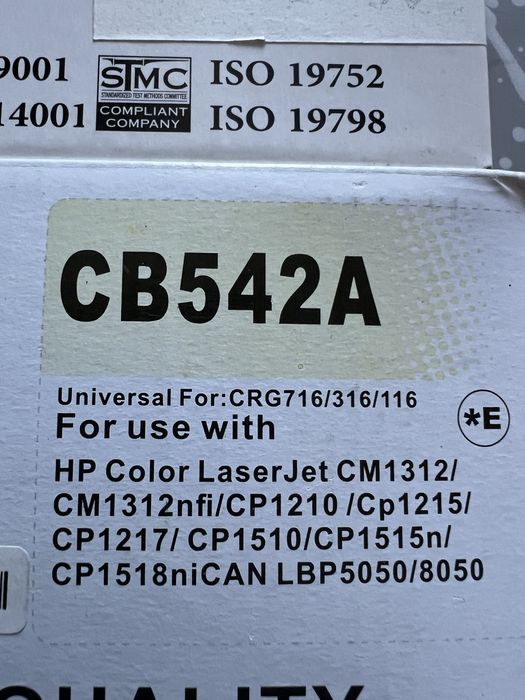 9001
STMC
STANDARDIZED TEST METHODS COMMITTEE
COMPLIANT
COMPANY
ISO 19752
14001
ISO 19798
CB542A
Universal For:CRG716/316/116
For use with
*E
HP Color LaserJet CM1312/
CM1312nfi/CP1210 /Cp1215/
CP1217/ CP1510/CP1515n/
CP1518niCAN LBP5050/8050
QUALITY